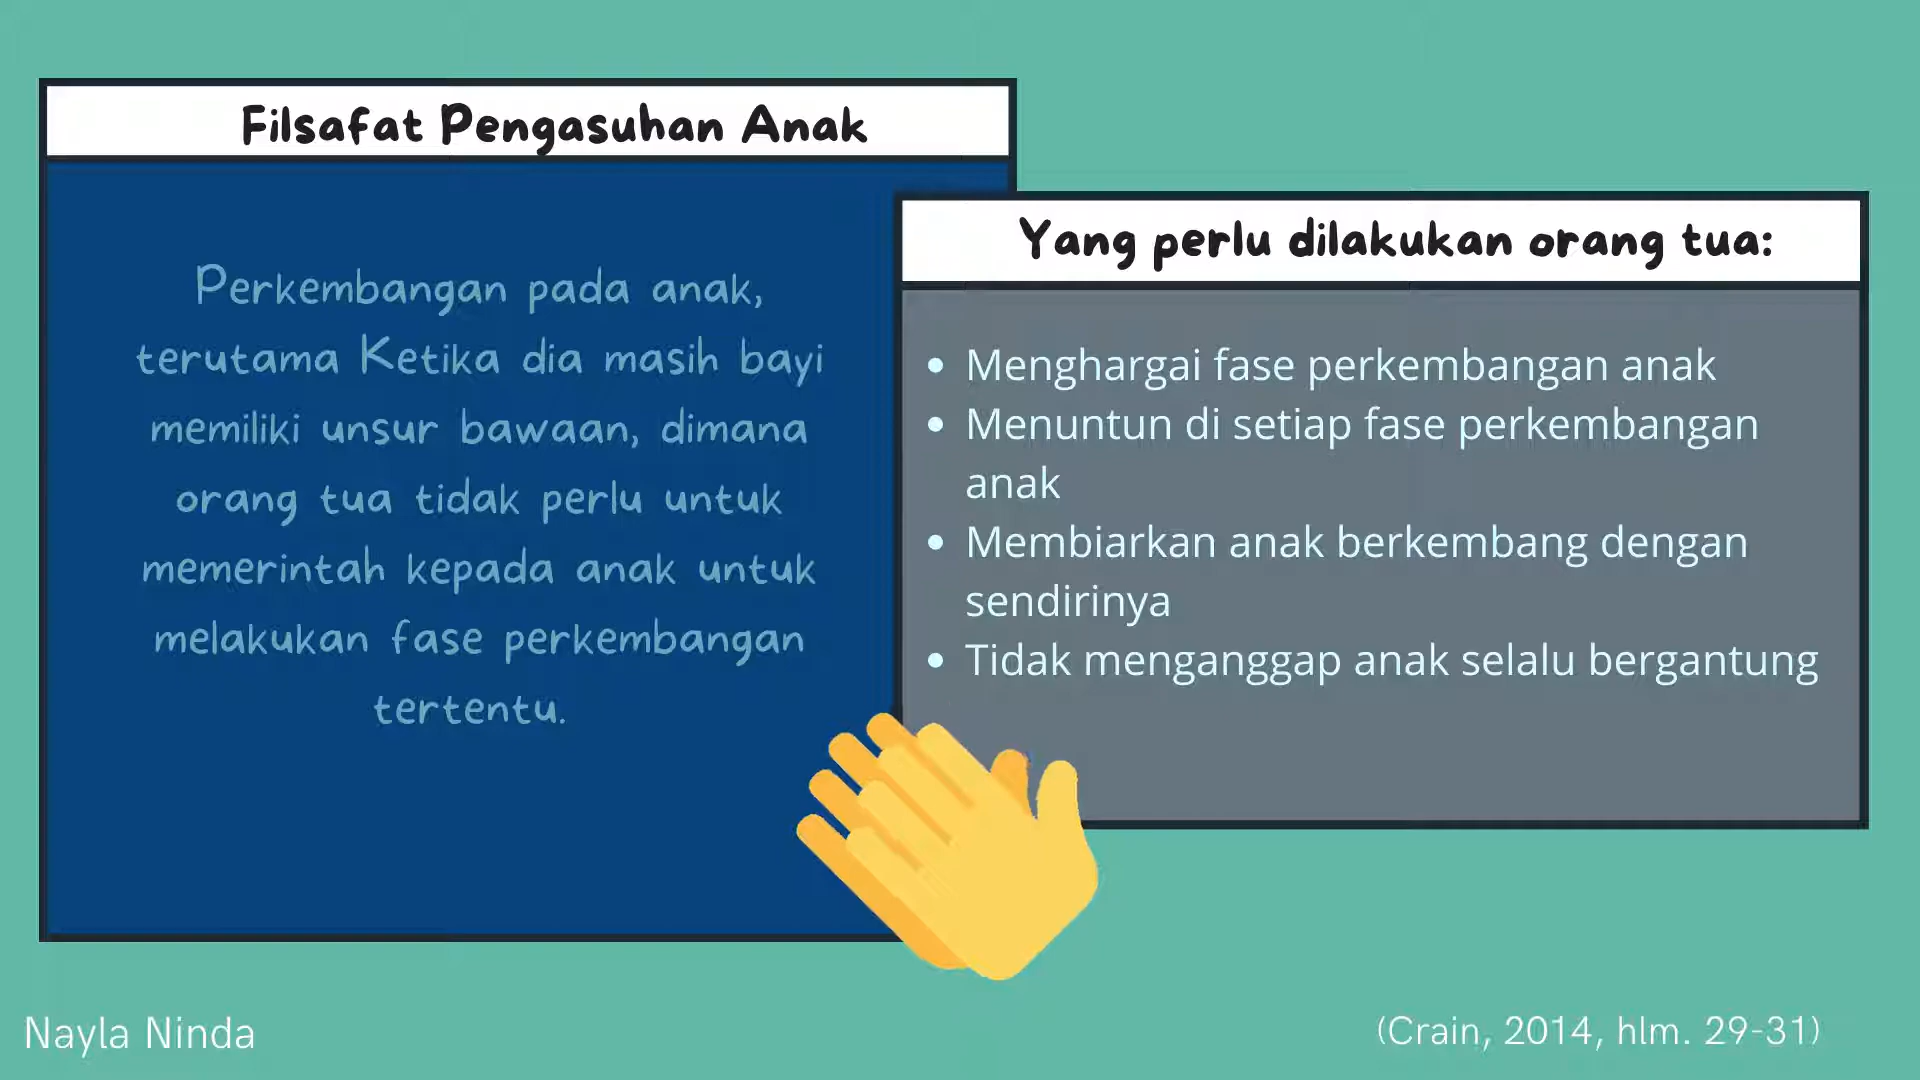 Filsafat Pengasuhan Anak
Perkembangan pada anak,
terutama Ketika dia masih bayi
memiliki unsur bawaan, dimana
orang tua tidak perlu untuk
memerintah kepada anak untuk
melakukan fase perkembangan
tertentu.
Yang perlu dilakukan orang tua:
• Menghargai fase perkembangan anak
• Menuntun di setiap fase perkembangan
anak
• Membiarkan anak berkembang dengan
sendirinya
• Tidak menganggap anak selalu bergantung
Nayla Ninda
(Crain, 2014, hlm. 29-31)